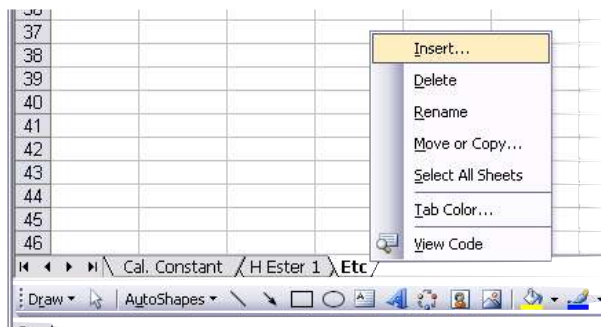 36
37
38
39
40
41
42
43
44
45
46
Insert...
Delete
Rename
Move or Copy...
Select All Sheets
Tab Color...
View Code
Cal. Constant / H Ester 1 \ Etc /
Draw AutoShapes